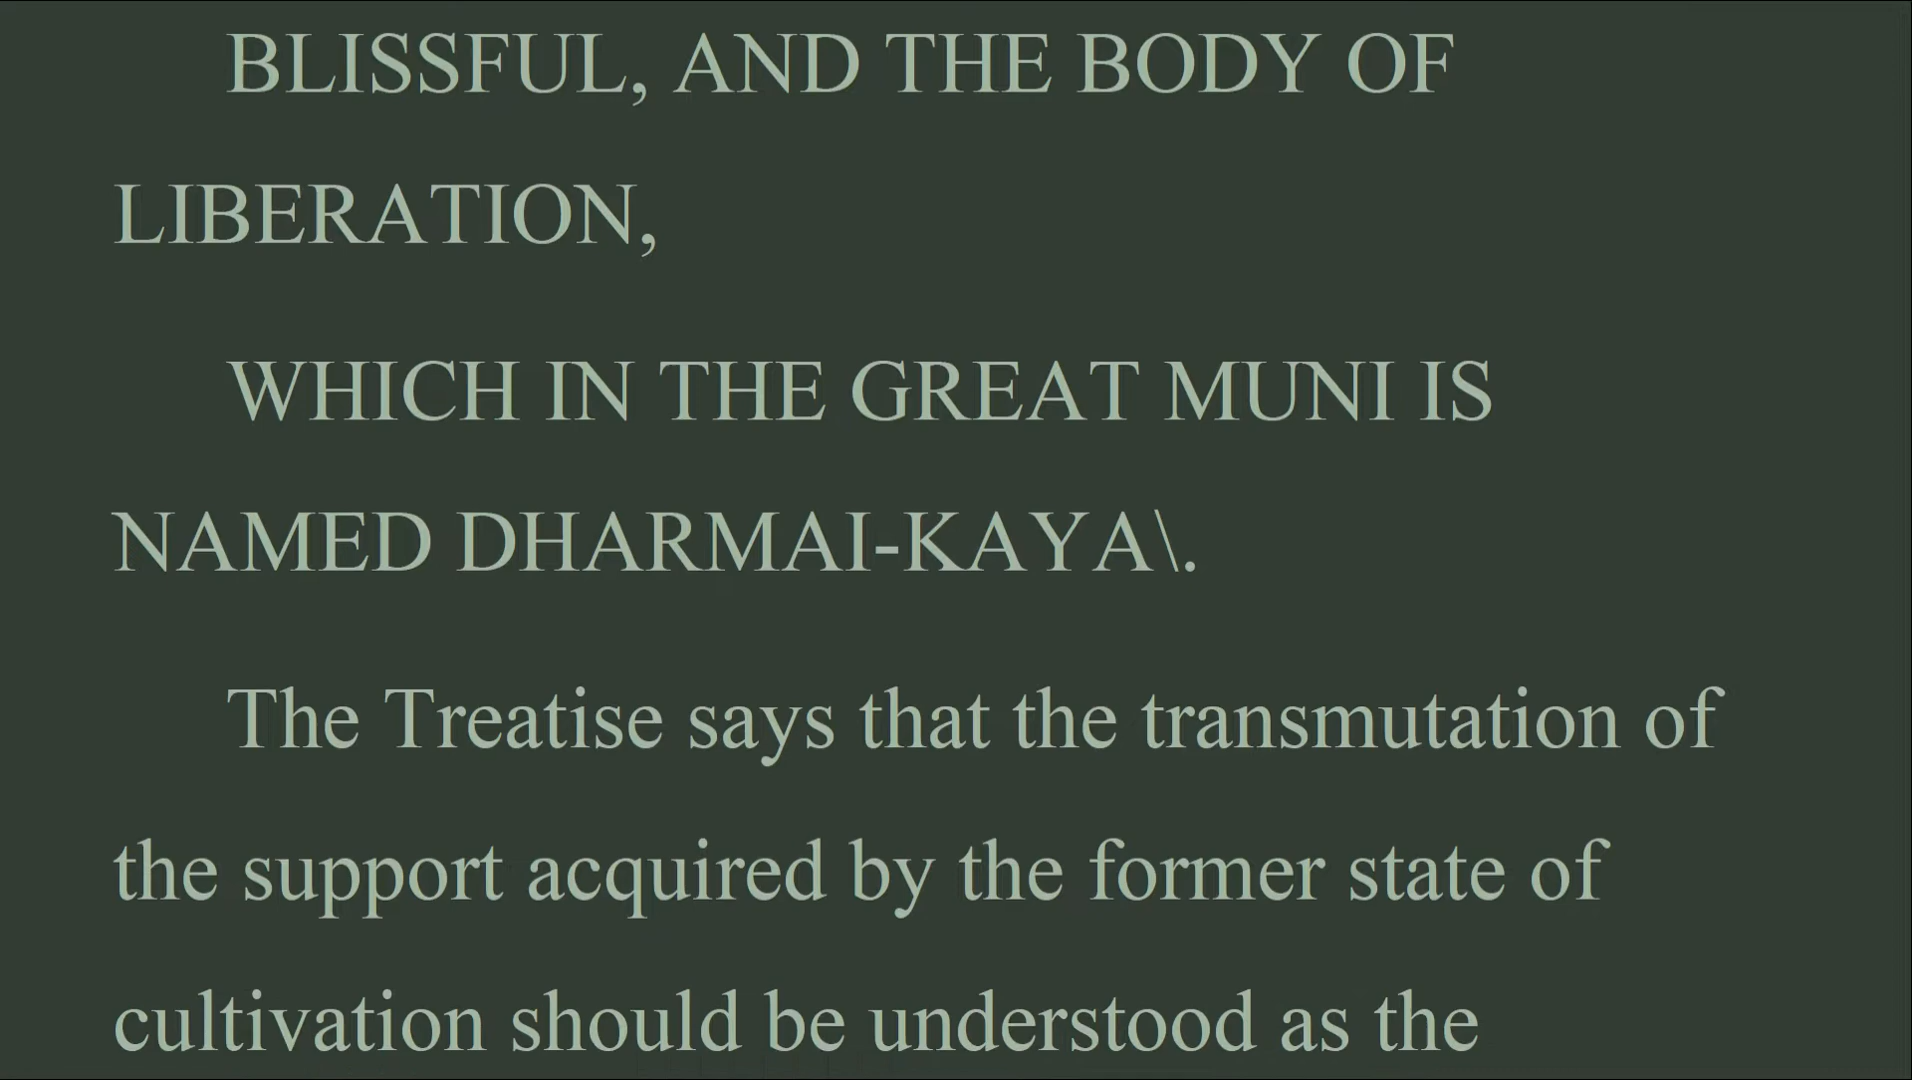 BLISSFUL, AND THE BODY OF
LIBERATION,
WHICH IN THE GREAT MUNI IS
NAMED DHARMAI-KAYA\.
The Treatise says that the transmutation of
the support acquired by the former state of
cultivation should be understood as the